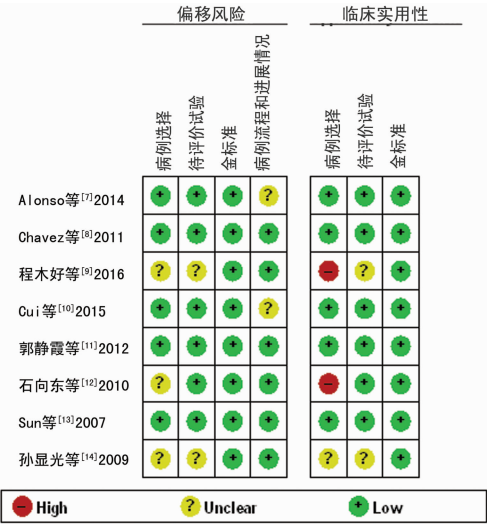 偏移风险 临床实用性
病例选择 待评价试验 金标准 病例流程和进展情况 病例选择 待评价试验 金标准
Alonso等[7]2014 + + + ? + + +
Chavez等[8]2011 + + + + + + +
程木好等[9]2016 ? ? + + − ? +
Cui等[10]2015 + + + ? + + +
郭静霞等[11]2012 + + + + + + +
石向东等[12]2010 ? + + + − + +
Sun等[13]2007 + + + + + + +
孙显光等[14]2009 ? ? + + ? ? +
− High ? Unclear + Low